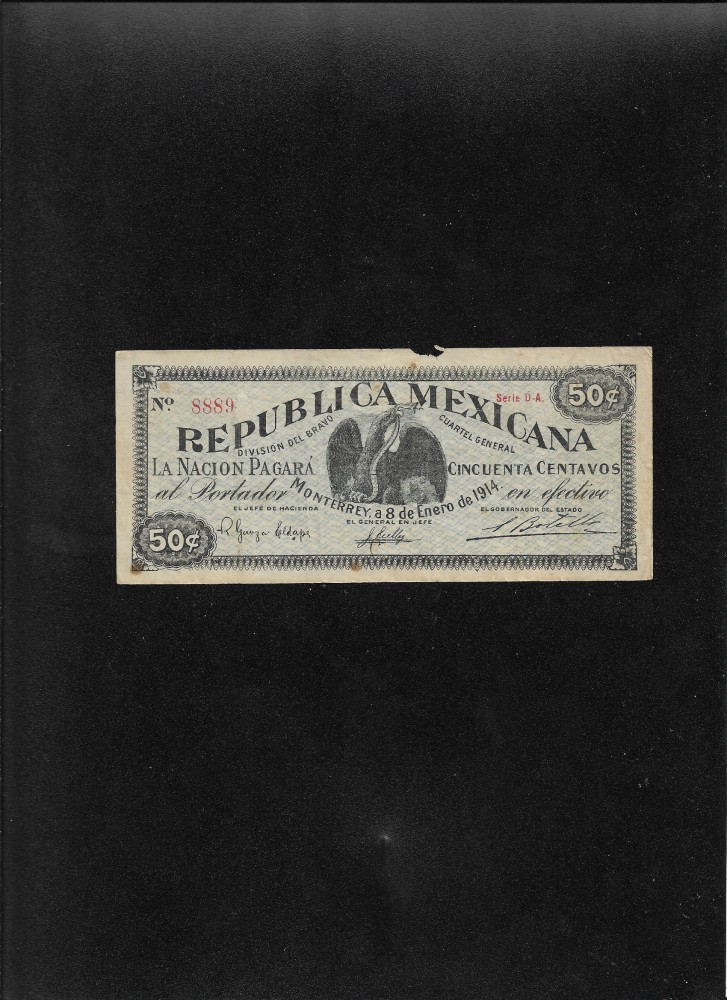 Nº 8889
Serie D-A.
50¢
REPUBLICA MEXICANA
DIVISION DEL BRAVO
CUARTEL GENERAL
LA NACION PAGARÁ
CINCUENTA CENTAVOS
al Portador
en efectivo
MONTERREY, a 8 de Enero de 1914.
EL JEFE DE HACIENDA
EL GENERAL EN JEFE
EL GOBERNADOR DEL ESTADO
50¢
R Garza